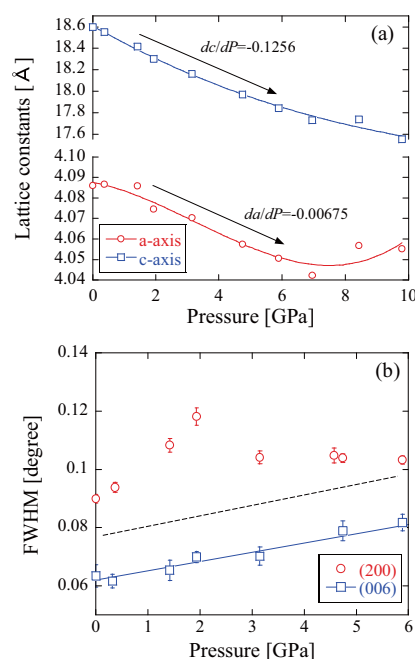 (a)
dc/dP=-0.1256
Lattice constants [Å]
18.6
18.4
18.2
18.0
17.8
17.6
4.10
4.09
4.08
4.07
4.06
4.05
4.04
da/dP=-0.00675
a-axis
c-axis
0 2 4 6 8 10
Pressure [GPa]
(b)
FWHM [degree]
0.14
0.12
0.1
0.08
0.06
(200)
(006)
0 1 2 3 4 5 6
Pressure [GPa]